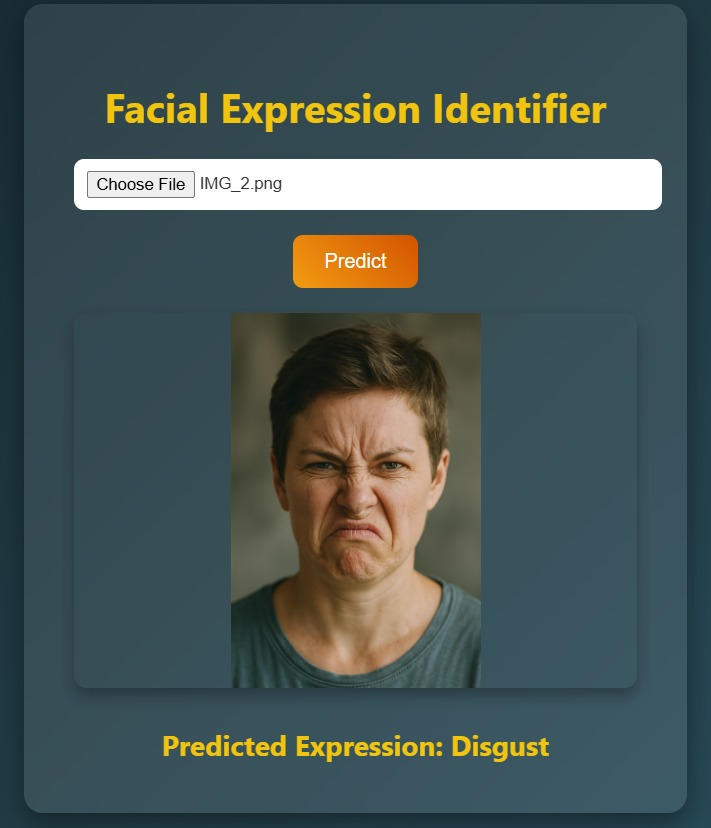 Facial Expression Identifier
Choose File IMG_2.png
Predict
Predicted Expression: Disgust